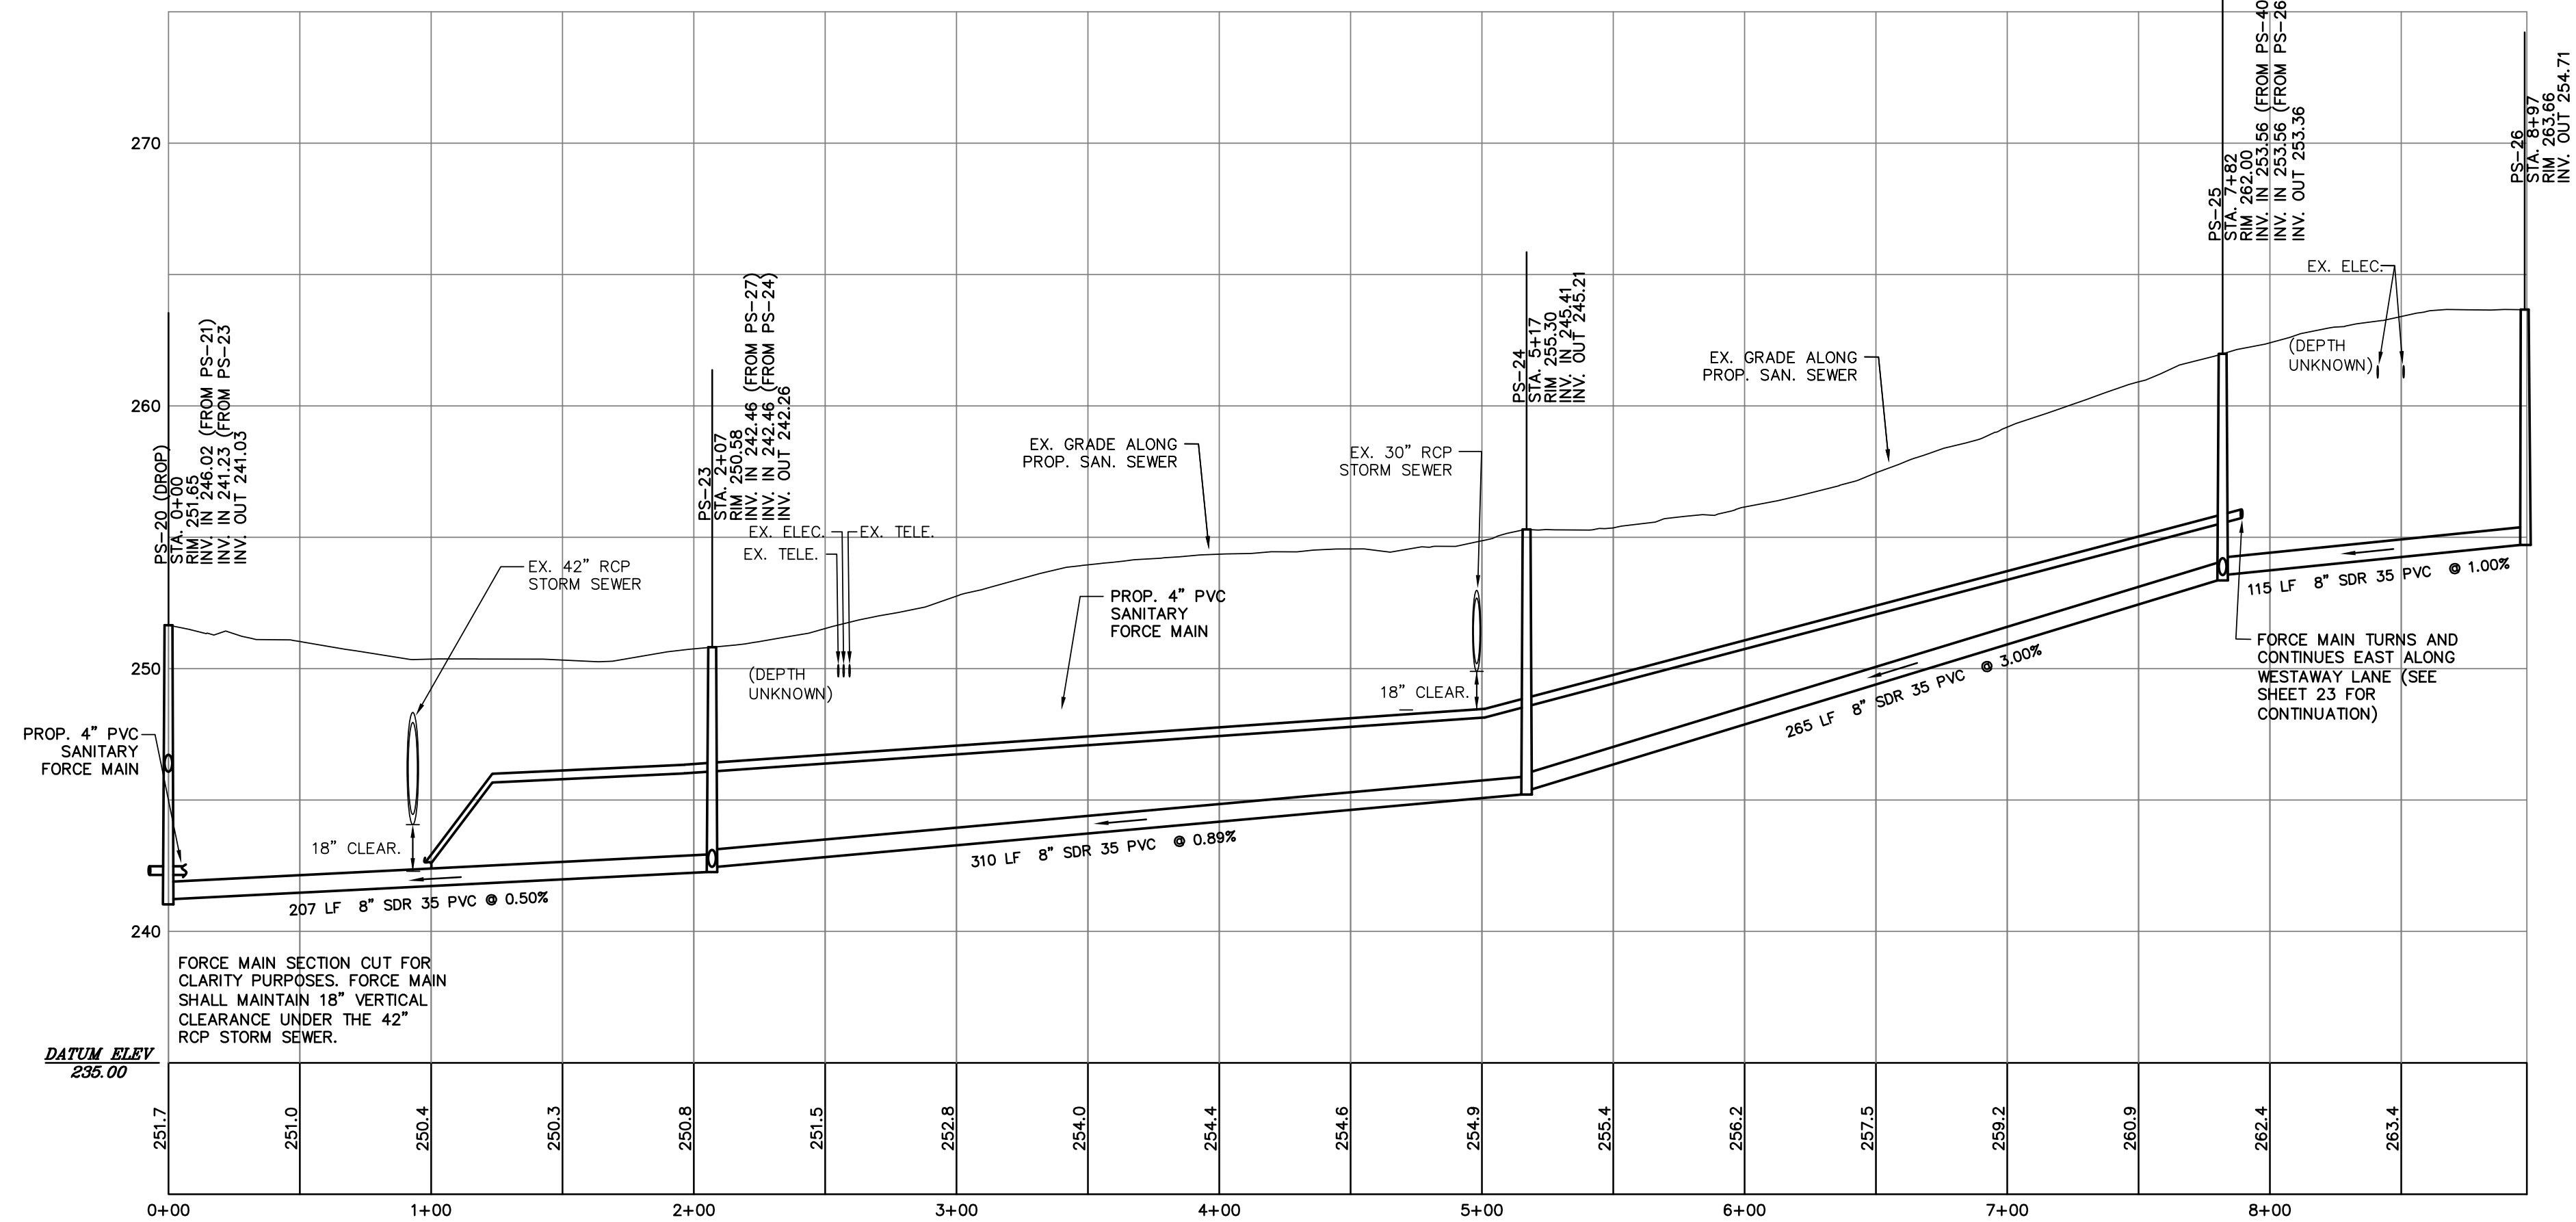 270
260
250
240
DATUM ELEV
235.00
PS-20 (DROP)
STA. 0+00
RIM 251.65
INV. IN 246.02 (FROM PS-21)
INV. IN 241.23 (FROM PS-23
INV. OUT 241.03
PROP. 4" PVC
SANITARY
FORCE MAIN
EX. 42" RCP
STORM SEWER
18" CLEAR.
207 LF 8" SDR 35 PVC @ 0.50%
FORCE MAIN SECTION CUT FOR
CLARITY PURPOSES. FORCE MAIN
SHALL MAINTAIN 18" VERTICAL
CLEARANCE UNDER THE 42"
RCP STORM SEWER.
PS-23
STA. 2+07
RIM 250.58
INV. IN 242.46 (FROM PS-27)
INV. IN 242.46 (FROM PS-24)
INV. OUT 242.26
EX. ELEC.
EX. TELE.
EX. TELE.
(DEPTH
UNKNOWN)
EX. GRADE ALONG
PROP. SAN. SEWER
PROP. 4" PVC
SANITARY
FORCE MAIN
310 LF 8" SDR 35 PVC @ 0.89%
EX. 30" RCP
STORM SEWER
18" CLEAR.
PS-24
STA. 5+17
RIM 255.30
INV. IN 245.41
INV. OUT 245.21
EX. GRADE ALONG
PROP. SAN. SEWER
265 LF 8" SDR 35 PVC @ 3.00%
PS-25
STA. 7+82
RIM 262.00
INV. IN 253.56 (FROM PS-40
INV. IN 253.56 (FROM PS-26
INV. OUT 253.36
EX. ELEC.
(DEPTH
UNKNOWN)
115 LF 8" SDR 35 PVC @ 1.00%
FORCE MAIN TURNS AND
CONTINUES EAST ALONG
WESTAWAY LANE (SEE
SHEET 23 FOR
CONTINUATION)
PS-26
STA. 8+97
RIM 263.66
INV. OUT 254.71
251.7
251.0
250.4
250.3
250.8
251.5
252.8
254.0
254.4
254.6
254.9
255.4
256.2
257.5
259.2
260.9
262.4
263.4
0+00
1+00
2+00
3+00
4+00
5+00
6+00
7+00
8+00